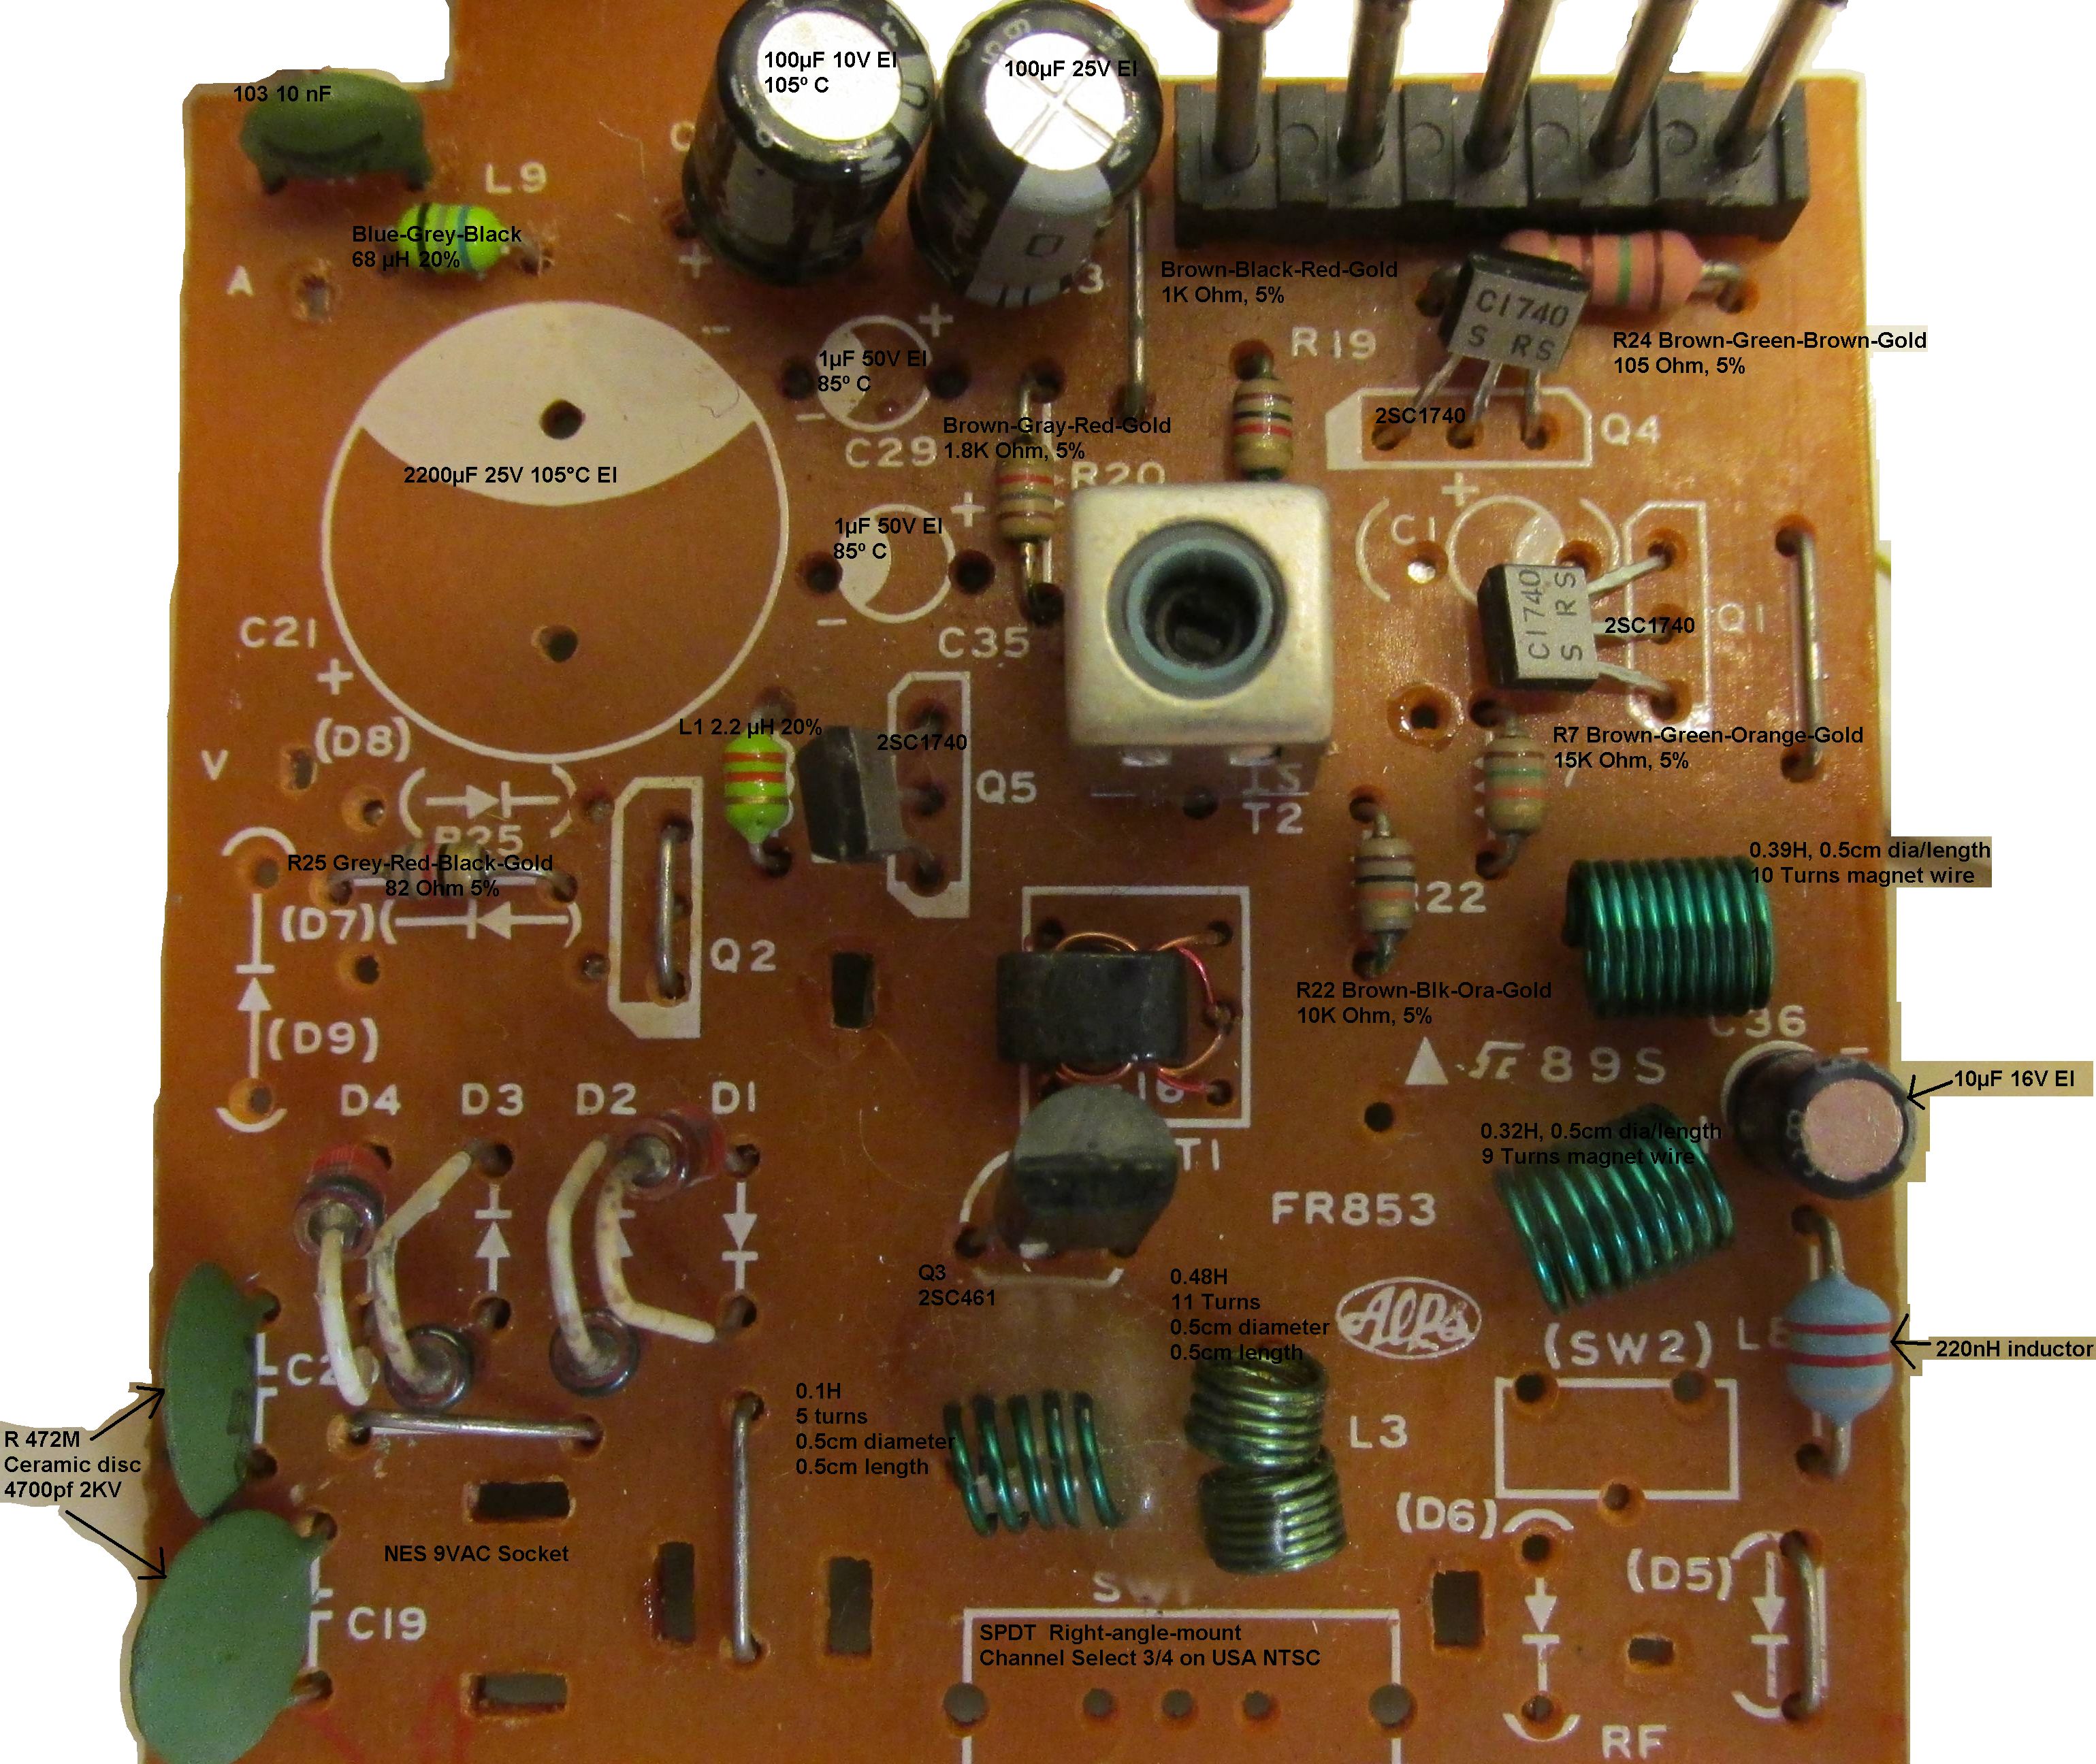 103 10 nF
100µF 10V El
105º C
100µF 25V El
L9
Blue-Grey-Black
68 µH 20%
A
+
3
Brown-Black-Red-Gold
1K Ohm, 5%
C1740
S RS
R19
R24 Brown-Green-Brown-Gold
105 Ohm, 5%
1µF 50V El
85º C
+
-
C29
Brown-Gray-Red-Gold
1.8K Ohm, 5%
R20
2SC1740
Q4
2200µF 25V 105°C El
1µF 50V El
85º C
+
-
C35
+
C1
C1740
S RS
2SC1740
Q1
C21
+
(D8)
V
L1 2.2 µH 20%
2SC1740
Q5
T2
R7 Brown-Green-Orange-Gold
15K Ohm, 5%
R25
R25 Grey-Red-Black-Gold
82 Ohm 5%
(D7)
Q2
0.39H, 0.5cm dia/length
10 Turns magnet wire
R22
R22 Brown-Blk-Ora-Gold
10K Ohm, 5%
C36
(D9)
89S
10µF 16V El
D4 D3 D2 D1
16
T1
0.32H, 0.5cm dia/length
9 Turns magnet wire
FR853
Q3
2SC461
0.48H
11 Turns
0.5cm diameter
0.5cm length
ALPS
(SW2)
220nH inductor
0.1H
5 turns
0.5cm diameter
0.5cm length
L3
R 472M
Ceramic disc
4700pf 2KV
NES 9VAC Socket
(D6)
(D5)
C19
SW1
SPDT Right-angle-mount
Channel Select 3/4 on USA NTSC
RF